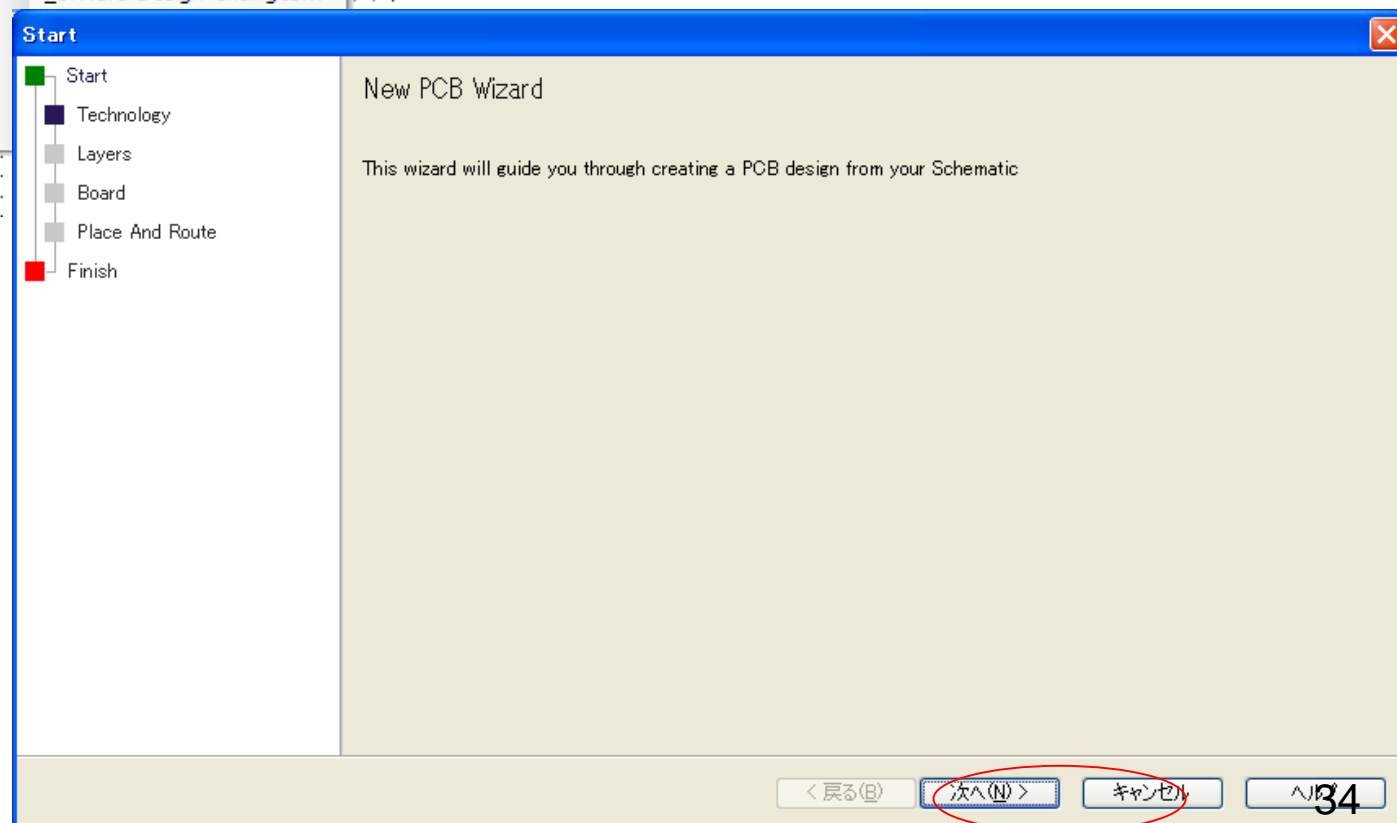 Start
Start
Technology
Layers
Board
Place And Route
Finish
New PCB Wizard
This wizard will guide you through creating a PCB design from your Schematic
< 戻る(B)
次へ(N) >
キャンセル
34